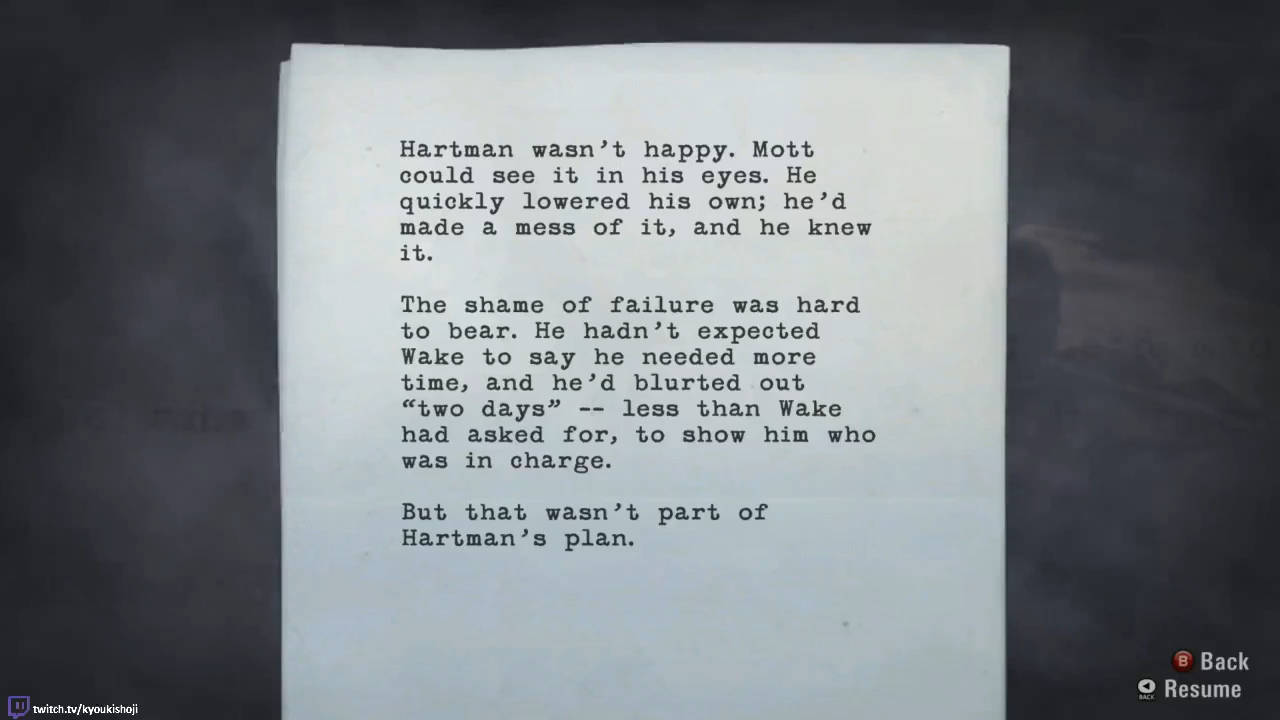 Hartman wasn't happy. Mott
could see it in his eyes. He
quickly lowered his own; he'd
made a mess of it, and he knew
it.
The shame of failure was hard
to bear. He hadn't expected
Wake to say he needed more
time, and he'd blurted out
“two days” -- less than Wake
had asked for, to show him who
was in charge.
But that wasn't part of
Hartman's plan.
B Back
BACK Resume
twitch.tv/kyoukishoji